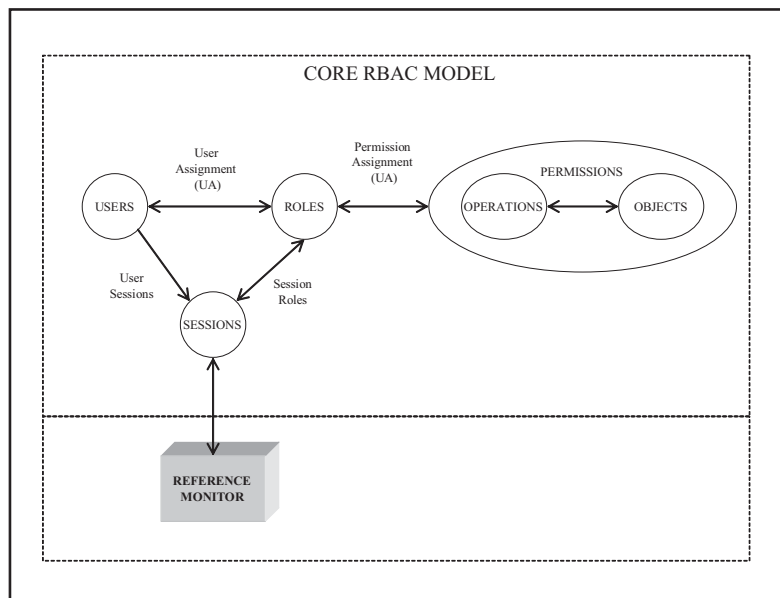 CORE RBAC MODEL
User
Assignment
(UA)
Permission
Assignment
(UA)
PERMISSIONS
USERS
ROLES
OPERATIONS
OBJECTS
User
Sessions
Session
Roles
SESSIONS
REFERENCE
MONITOR